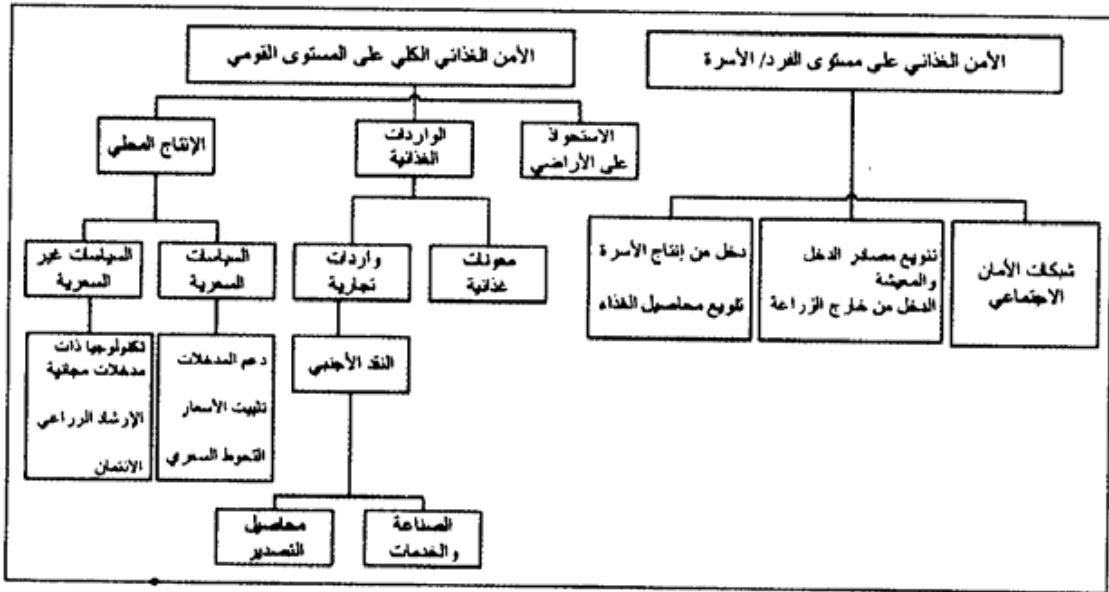 الأمن الغذائي على مستوى الفرد/ الأسرة
الأمن الغذائي الكلي على المستوى القومي
الاستحواذ
على الأراضي
الواردات
الغذائية
الإنتاج المحلي
شبكات الأمان
الاجتماعي
تنويع مصادر الدخل
والمعيشة
الدخل من خارج الزراعة
دخل من إنتاج الأسرة
تنويع محاصيل الغذاء
معونات
غذائية
واردات
تجارية
السياسات
السعرية
السياسات غير
السعرية
النقد الأجنبي
دعم المدخلات
تثبيت الأسعار
التحوط السعري
تكنولوجيا ذات
مدخلات مجانية
الإرشاد الزراعي
الائتمان
الصناعة
والخدمات
محاصيل
التصدير